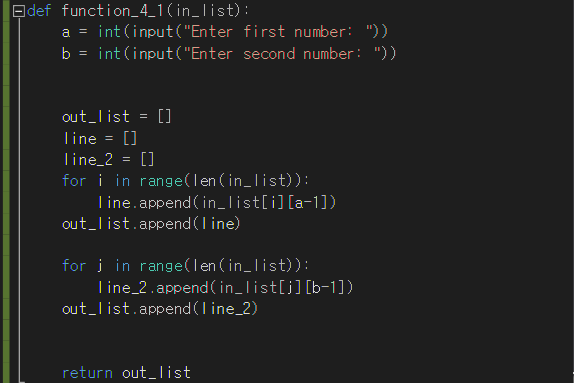 def function_4_1(in_list):
    a = int(input("Enter first number: "))
    b = int(input("Enter second number: "))
    out_list = []
    line = []
    line_2 = []
    for i in range(len(in_list)):
        line.append(in_list[i][a-1])
    out_list.append(line)
    for j in range(len(in_list)):
        line_2.append(in_list[j][b-1])
    out_list.append(line_2)
    return out_list